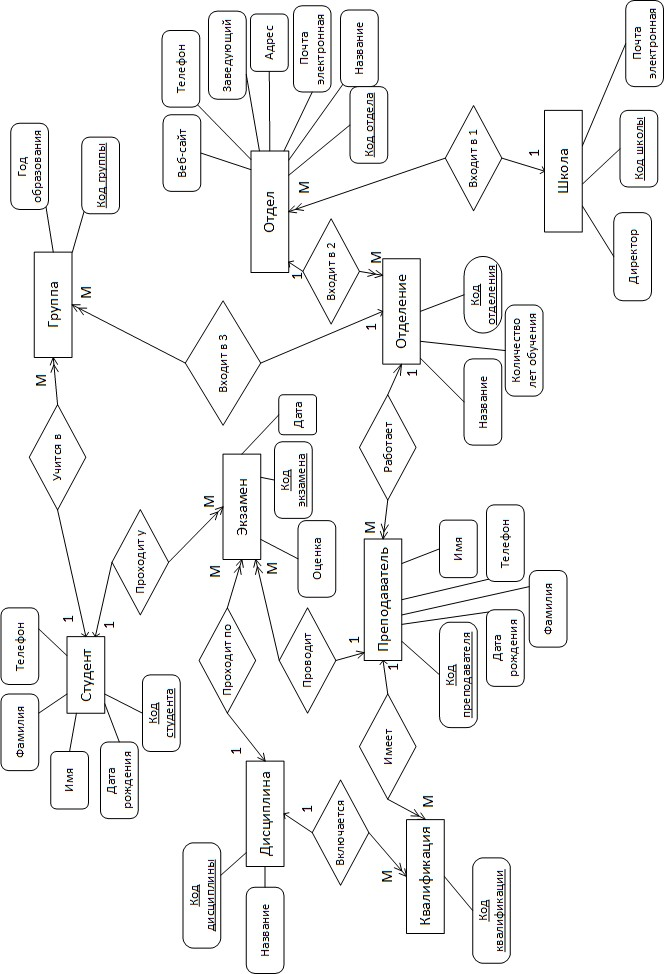 Фамилия
Телефон
Имя
Студент
Дата
рождения
Код
студента
1
1
Учится в
М
Группа
М
Год
образования
Код группы
Проходит у
М
Код
дисциплины
Название
Дисциплина
1
1
Проходит по
М
М
Экзамен
Оценка
Код
экзамена
Дата
Входит в 3
1
Проводит
Включается
М
Веб-сайт
Телефон
Заведующий
Адрес
Почта
электронная
Название
Код отдела
Отдел
М
1
Входит в 2
М
Отделение
1
Работает
М
1
Преподаватель
1
Имеет
М
Квалификация
Код
квалификации
Код
преподавателя
Дата
рождения
Фамилия
Телефон
Имя
Название
Количество
лет обучения
Код
отделения
Входит в 1
1
Школа
Директор
Код школы
Почта
электронная